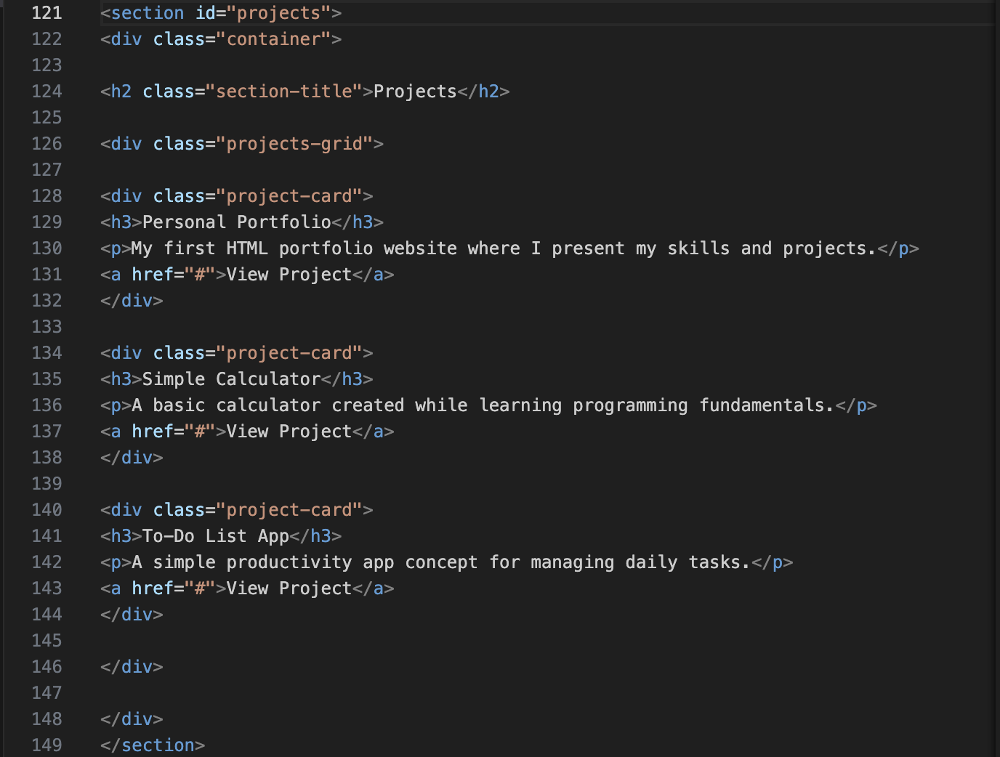 121 <section id="projects">
122 <div class="container">
123
124 <h2 class="section-title">Projects</h2>
125
126 <div class="projects-grid">
127
128 <div class="project-card">
129 <h3>Personal Portfolio</h3>
130 <p>My first HTML portfolio website where I present my skills and projects.</p>
131 <a href="#">View Project</a>
132 </div>
133
134 <div class="project-card">
135 <h3>Simple Calculator</h3>
136 <p>A basic calculator created while learning programming fundamentals.</p>
137 <a href="#">View Project</a>
138 </div>
139
140 <div class="project-card">
141 <h3>To-Do List App</h3>
142 <p>A simple productivity app concept for managing daily tasks.</p>
143 <a href="#">View Project</a>
144 </div>
145
146 </div>
147
148 </div>
149 </section>